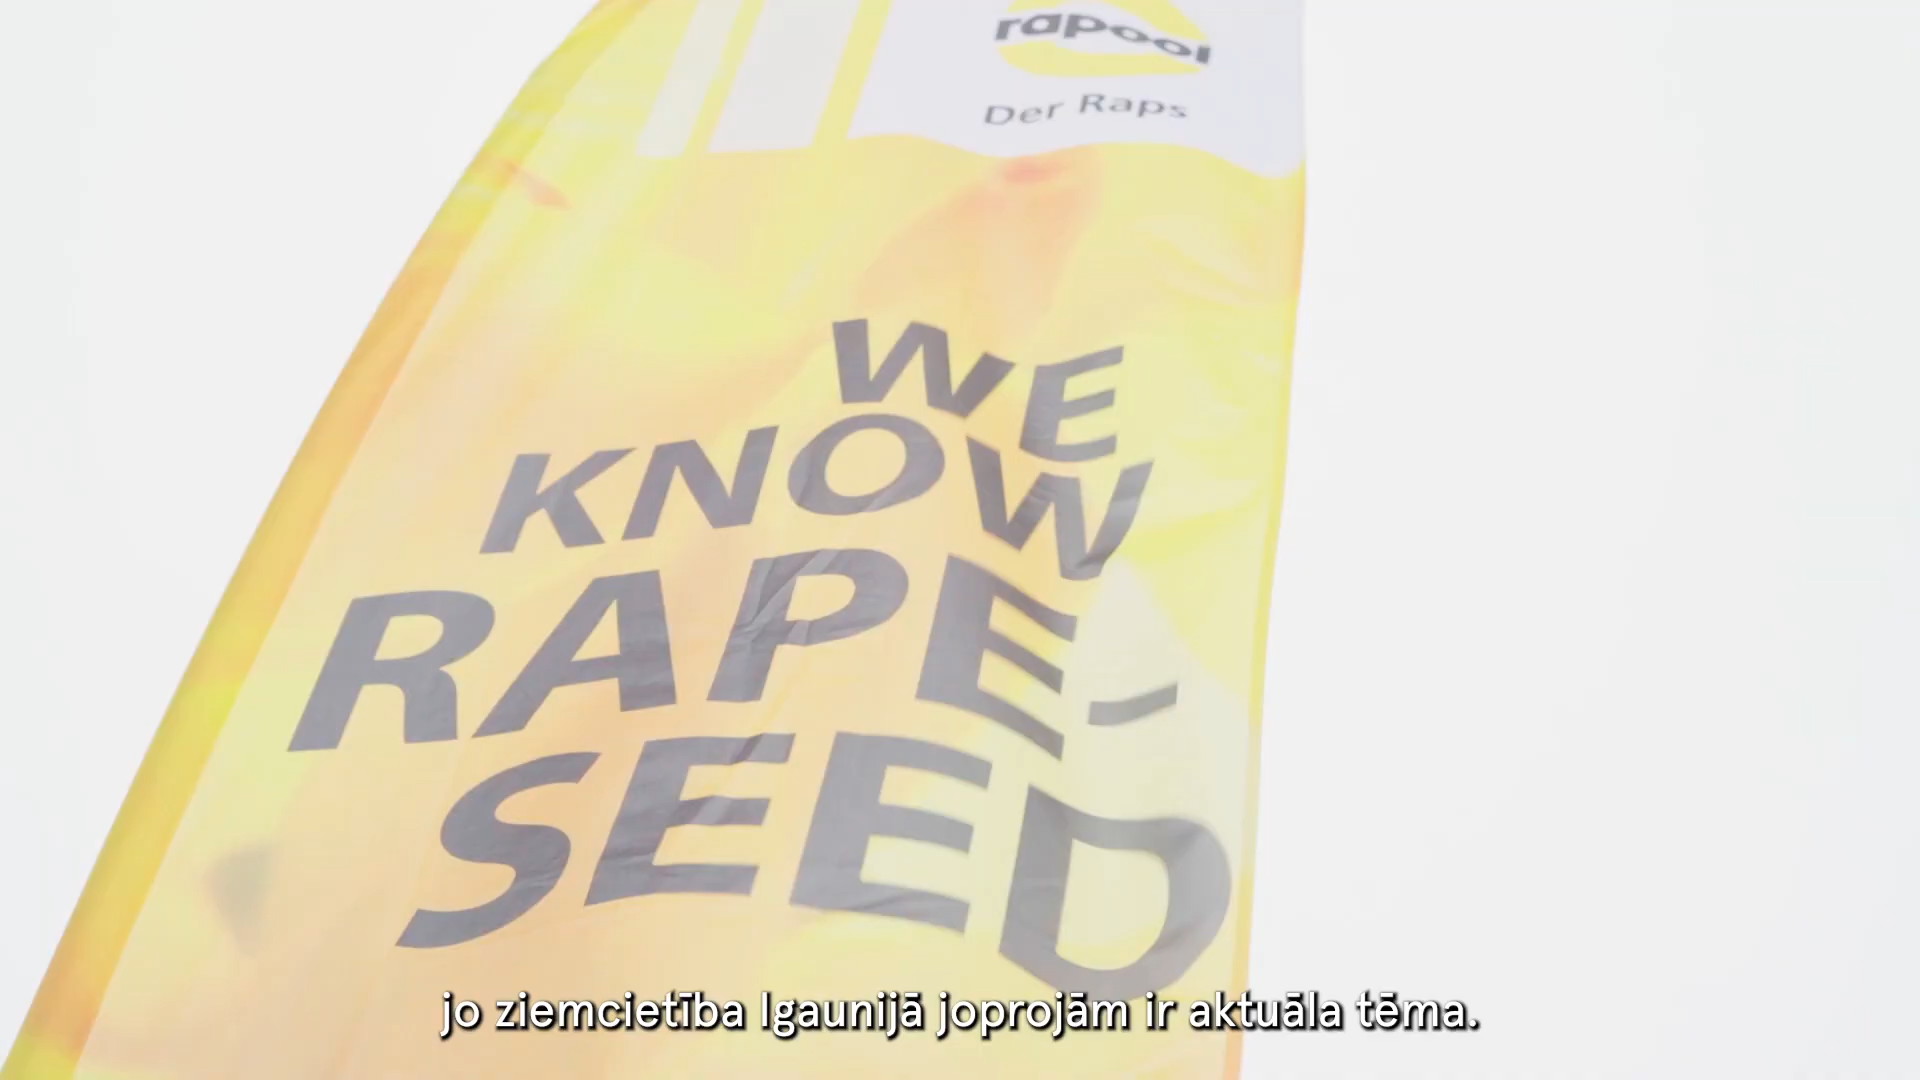 rapool
Der Raps
WE
KNOW
RAPE-
SEED
jo ziemcietība Igaunijā joprojām ir aktuāla tēma.